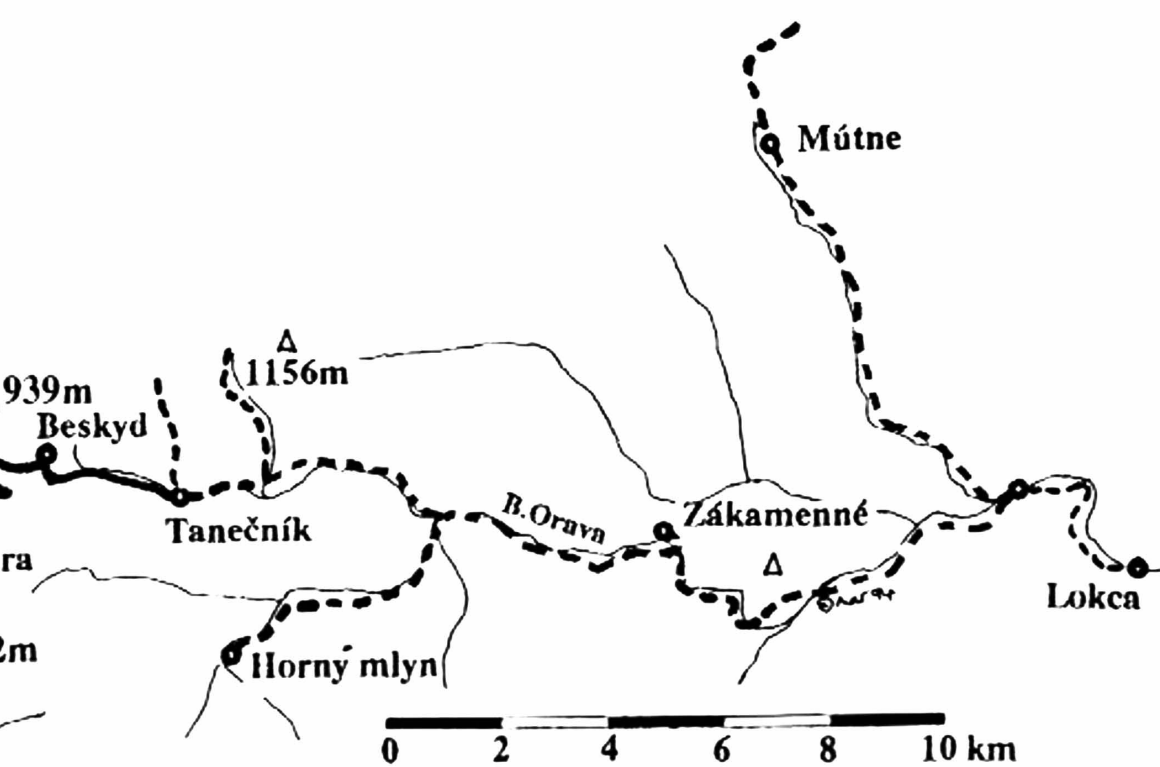 Mútne
1156m
939m
Beskyd
B.Orava
Zákamenné
Tanečník
ra
Lokca
2m
Horný mlyn
0 2 4 6 8 10 km